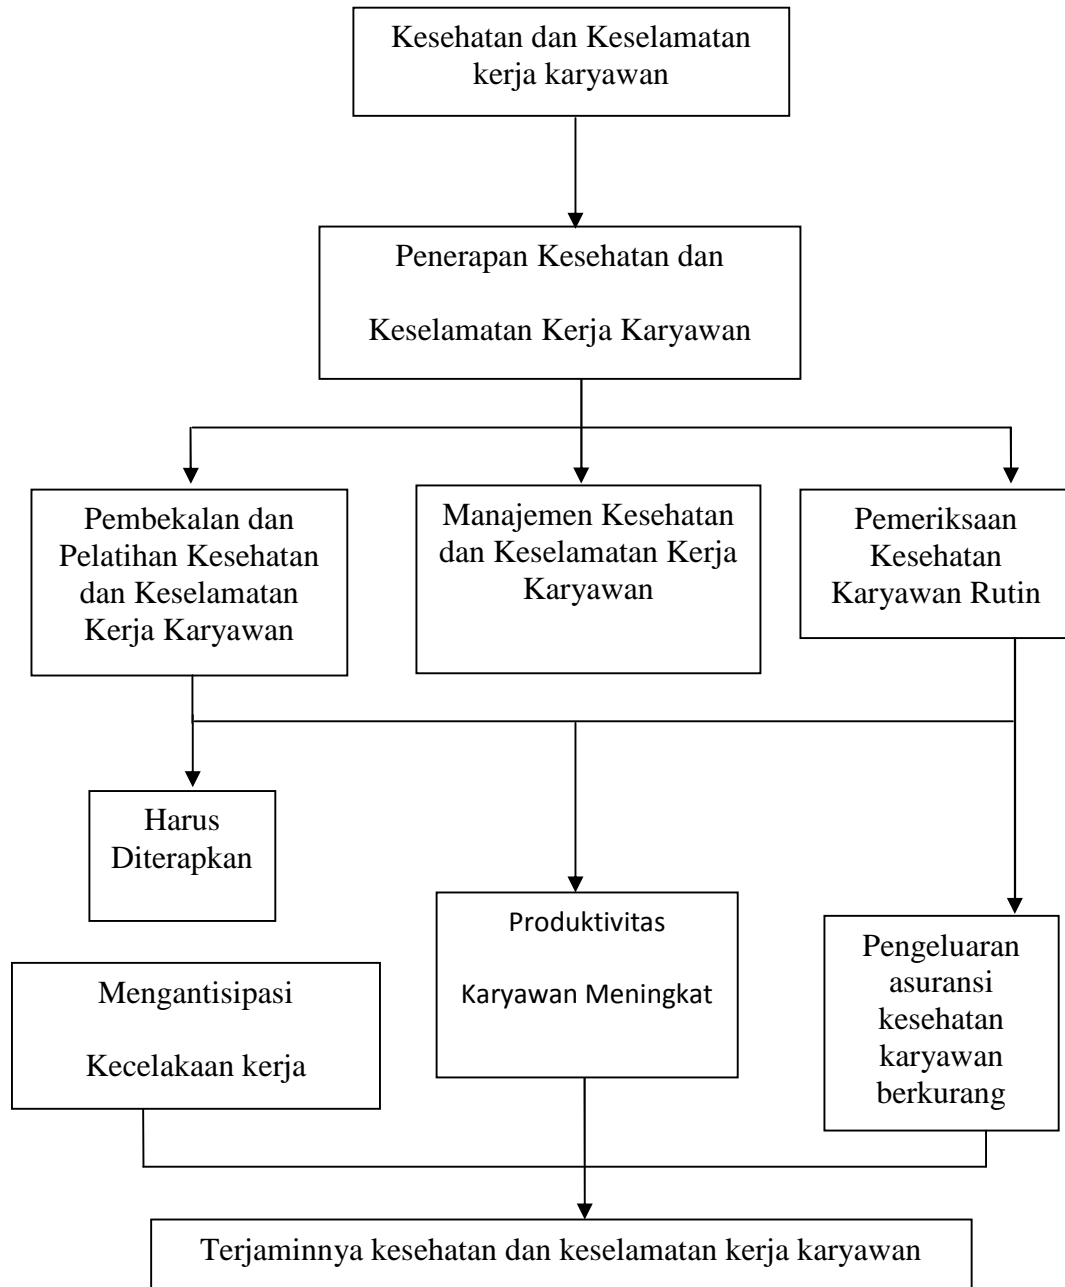 Kesehatan dan Keselamatan
kerja karyawan
Penerapan Kesehatan dan
Keselamatan Kerja Karyawan
Pembekalan dan
Pelatihan Kesehatan
dan Keselamatan
Kerja Karyawan
Manajemen Kesehatan
dan Keselamatan Kerja
Karyawan
Pemeriksaan
Kesehatan
Karyawan Rutin
Harus
Diterapkan
Mengantisipasi
Kecelakaan kerja
Produktivitas
Karyawan Meningkat
Pengeluaran
asuransi
kesehatan
karyawan
berkurang
Terjaminnya kesehatan dan keselamatan kerja karyawan